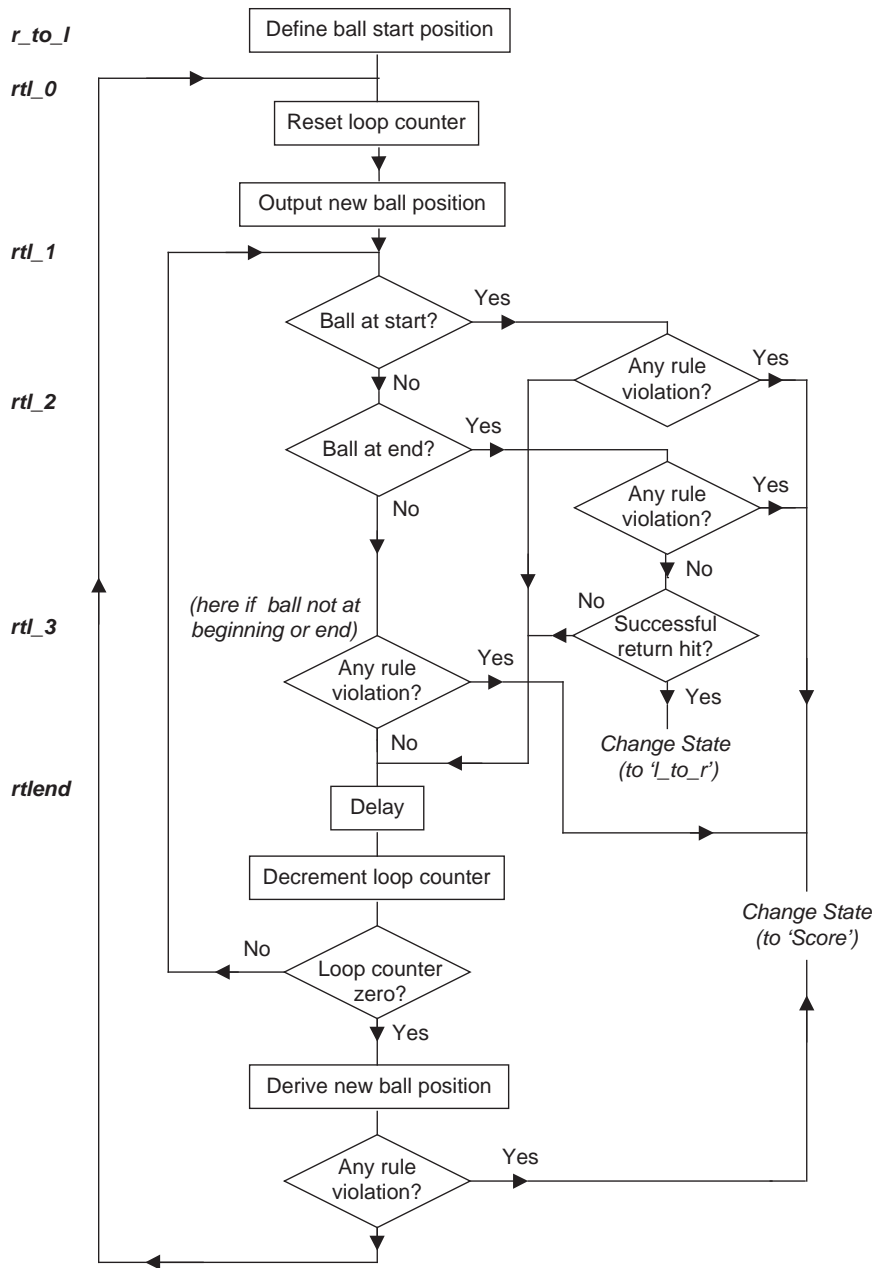 r_to_l
Define ball start position
rtl_0
Reset loop counter
Output new ball position
rtl_1
Ball at start?
Yes
Any rule
violation?
Yes
No
rtl_2
Ball at end?
Yes
Any rule
violation?
Yes
No
No
(here if ball not at
beginning or end)
No
Successful
return hit?
rtl_3
Any rule
violation?
Yes
Yes
No
Change State
(to ‘l_to_r’)
rtlend
Delay
Decrement loop counter
Change State
(to ‘Score’)
No
Loop counter
zero?
Yes
Derive new ball position
Any rule
violation?
Yes